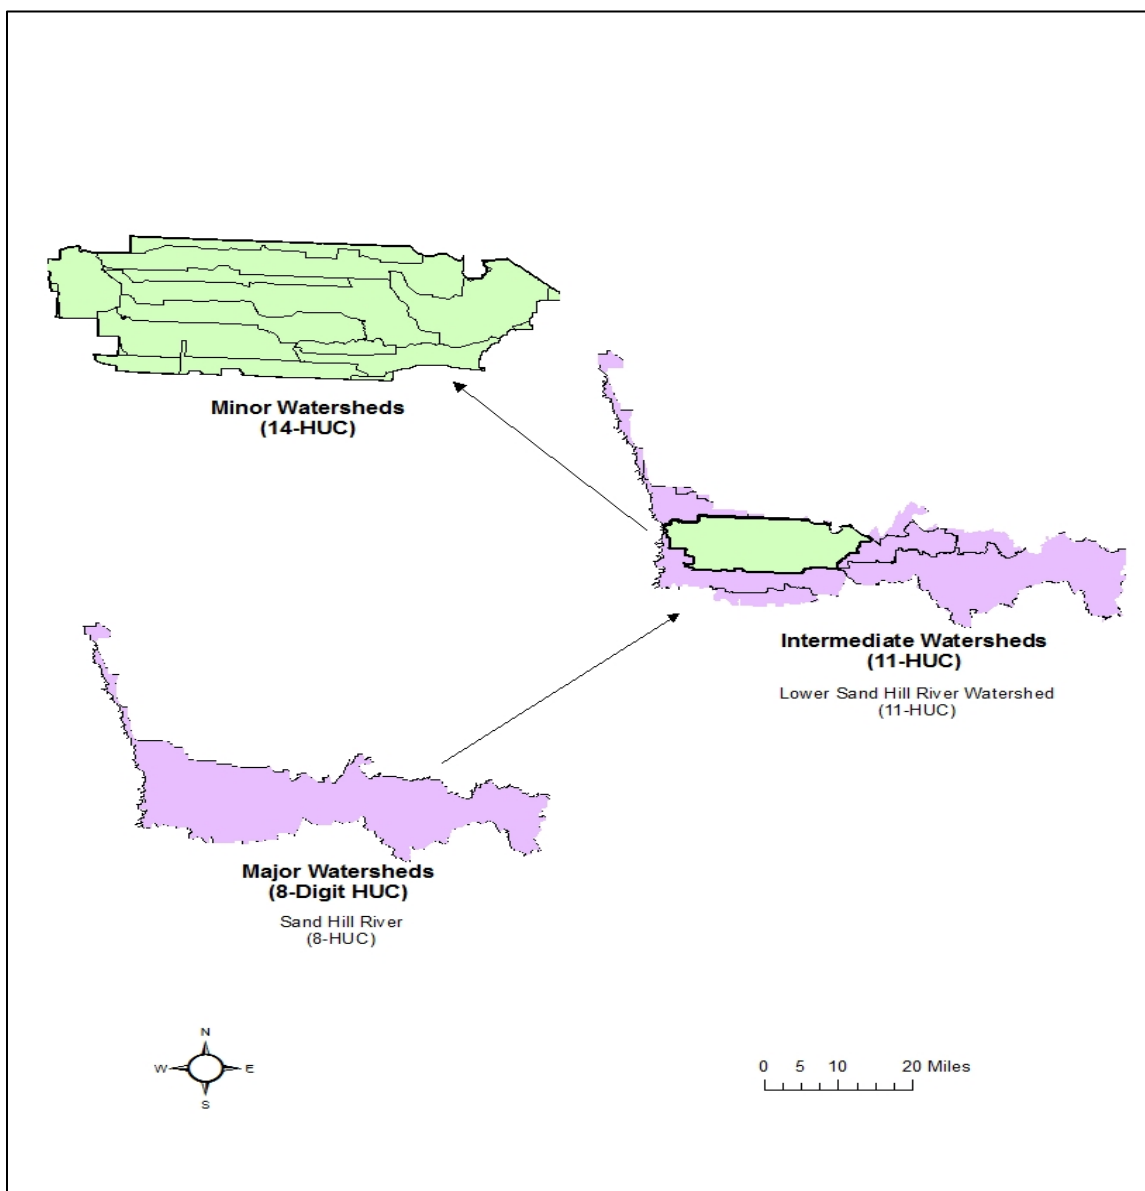 Minor Watersheds
(14-HUC)
Intermediate Watersheds
(11-HUC)
Lower Sand Hill River Watershed
(11-HUC)
Major Watersheds
(8-Digit HUC)
Sand Hill River
(8-HUC)
N
W E
S
0 5 10 20 Miles